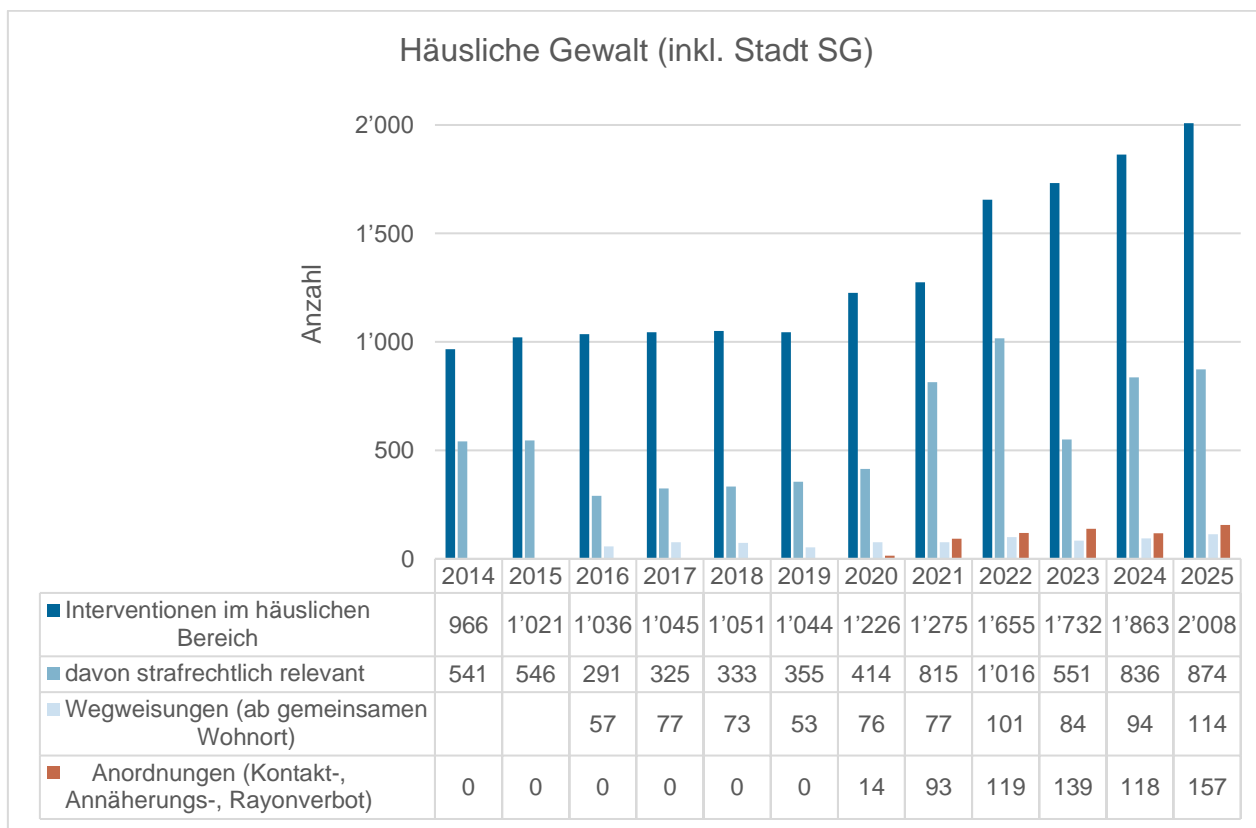 Häusliche Gewalt (inkl. Stadt SG)
2’000
1’500
1’000
500
0
Anzahl
2014 2015 2016 2017 2018 2019 2020 2021 2022 2023 2024 2025
Interventionen im häuslichen
Bereich
966 1’021 1’036 1’045 1’051 1’044 1’226 1’275 1’655 1’732 1’863 2’008
davon strafrechtlich relevant 541 546 291 325 333 355 414 815 1’016 551 836 874
Wegweisungen (ab gemeinsamen
Wohnort)
57 77 73 53 76 77 101 84 94 114
Anordnungen (Kontakt-,
Annäherungs-, Rayonverbot)
0 0 0 0 0 0 14 93 119 139 118 157